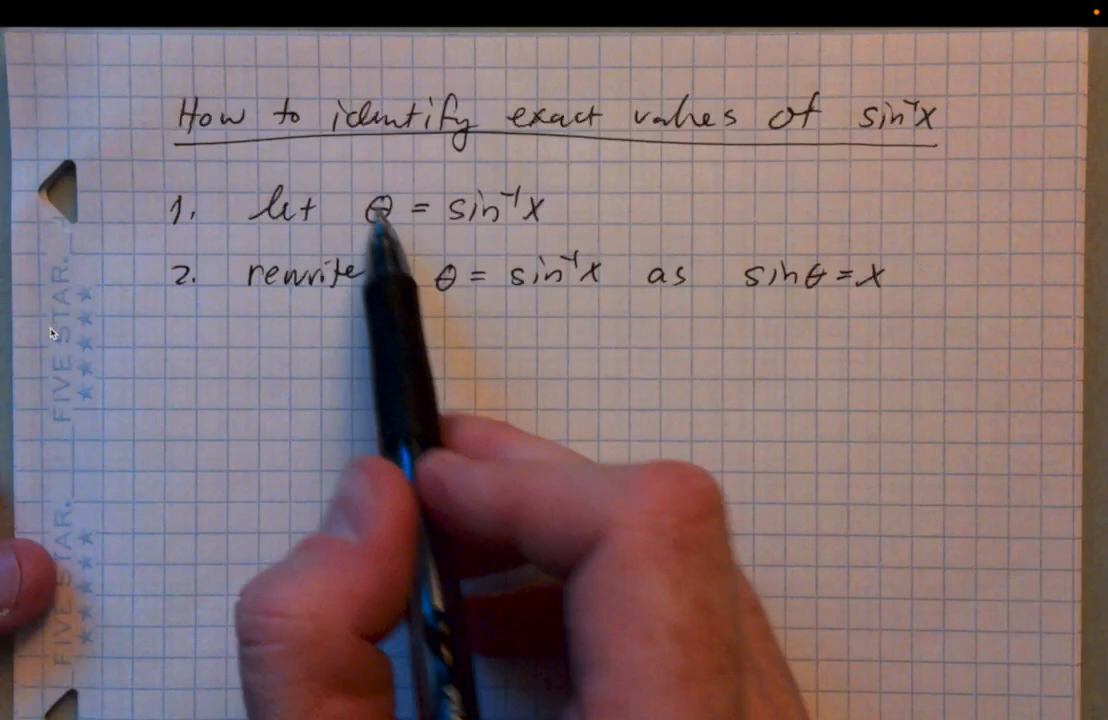 How to identify exact values of sin⁻¹x
1. let θ = sin⁻¹x
2. rewrite θ = sin⁻¹x as sinθ = x
FIVE STAR.
FIVE STAR.